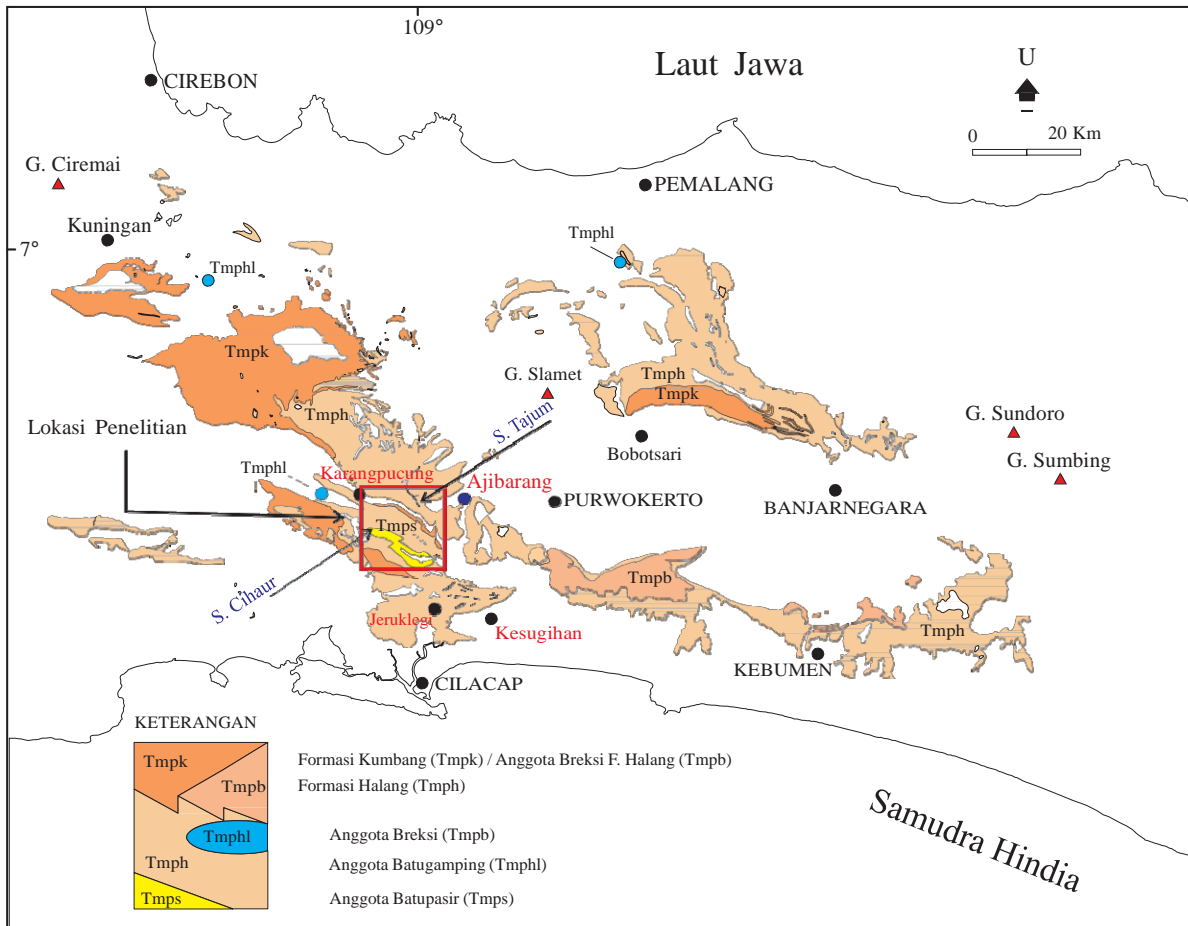 109°
Laut Jawa
U
CIREBON
0 20 Km
G. Ciremai
PEMALANG
Kuningan
7°
Tmphl
Tmphl
Tmpk
Tmph
Tmpk
G. Slamet
Tmph
S. Tajum
G. Sundoro
Lokasi Penelitian
Bobotsari
G. Sumbing
Tmphl
Karangpucung
Ajibarang
PURWOKERTO
BANJARNEGARA
Tmps
Tmpb
S. Cihaur
Jeruklegi
Kesugihan
Tmph
KEBUMEN
CILACAP
KETERANGAN
Tmpk
Formasi Kumbang (Tmpk) / Anggota Breksi F. Halang (Tmpb)
Tmpb
Formasi Halang (Tmph)
Tmphl
Anggota Breksi (Tmpb)
Tmph
Anggota Batugamping (Tmphl)
Tmps
Anggota Batupasir (Tmps)
Samudra Hindia